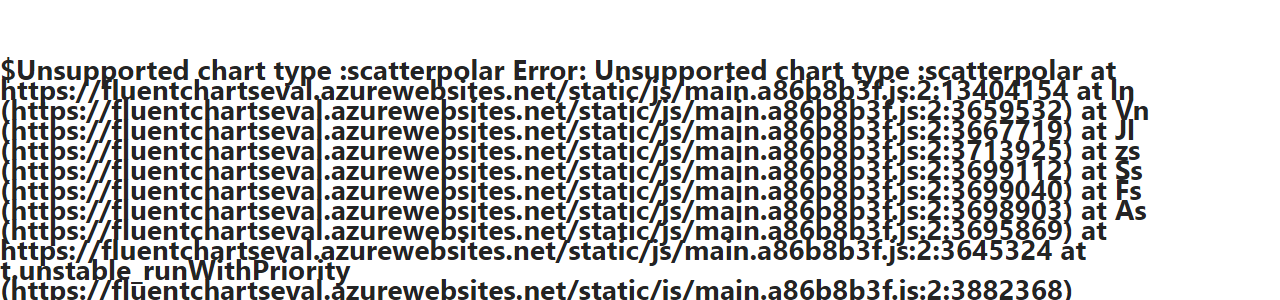 $Unsupported chart type :scatterpolar Error: Unsupported chart type :scatterpolar at
https://fluentchartseval.azurewebsites.net/static/js/main.a86b8b3f.js:2:13404154 at ln
(https://fluentchartseval.azurewebsites.net/static/js/main.a86b8b3f.js:2:3659532) at Vn
(https://fluentchartseval.azurewebsites.net/static/js/main.a86b8b3f.js:2:3667719) at Jl
(https://fluentchartseval.azurewebsites.net/static/js/main.a86b8b3f.js:2:3713925) at zs
(https://fluentchartseval.azurewebsites.net/static/js/main.a86b8b3f.js:2:3699112) at Ss
(https://fluentchartseval.azurewebsites.net/static/js/main.a86b8b3f.js:2:3699040) at Fs
(https://fluentchartseval.azurewebsites.net/static/js/main.a86b8b3f.js:2:3698903) at As
(https://fluentchartseval.azurewebsites.net/static/js/main.a86b8b3f.js:2:3695869) at
https://fluentchartseval.azurewebsites.net/static/js/main.a86b8b3f.js:2:3645324 at
t.unstable_runWithPriority
(https://fluentchartseval.azurewebsites.net/static/js/main.a86b8b3f.js:2:3882368)